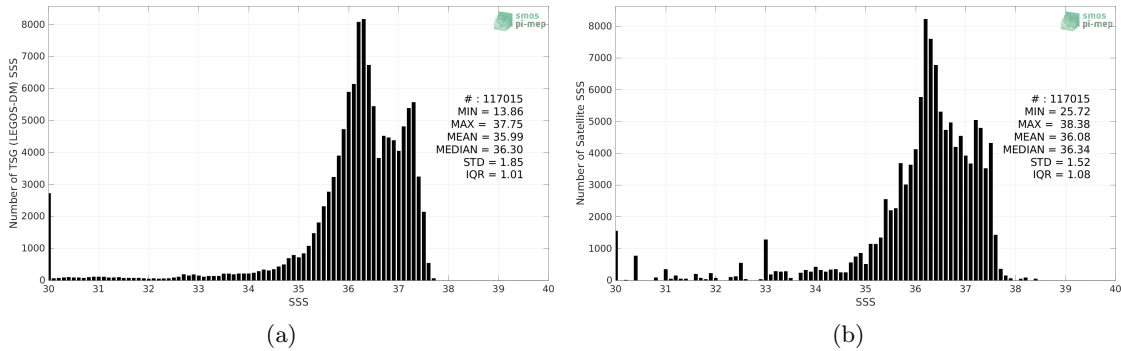 smos
pi-mep
Number of TSG (LEGOS-DM) SSS
8000
7000
6000
5000
4000
3000
2000
1000
0
# : 117015
MIN = 13.86
MAX = 37.75
MEAN = 35.99
MEDIAN = 36.30
STD = 1.85
IQR = 1.01
30 31 32 33 34 35 36 37 38 39 40
SSS
(a)
smos
pi-mep
Number of Satellite SSS
8000
7000
6000
5000
4000
3000
2000
1000
0
# : 117015
MIN = 25.72
MAX = 38.38
MEAN = 36.08
MEDIAN = 36.34
STD = 1.52
IQR = 1.08
30 31 32 33 34 35 36 37 38 39 40
SSS
(b)